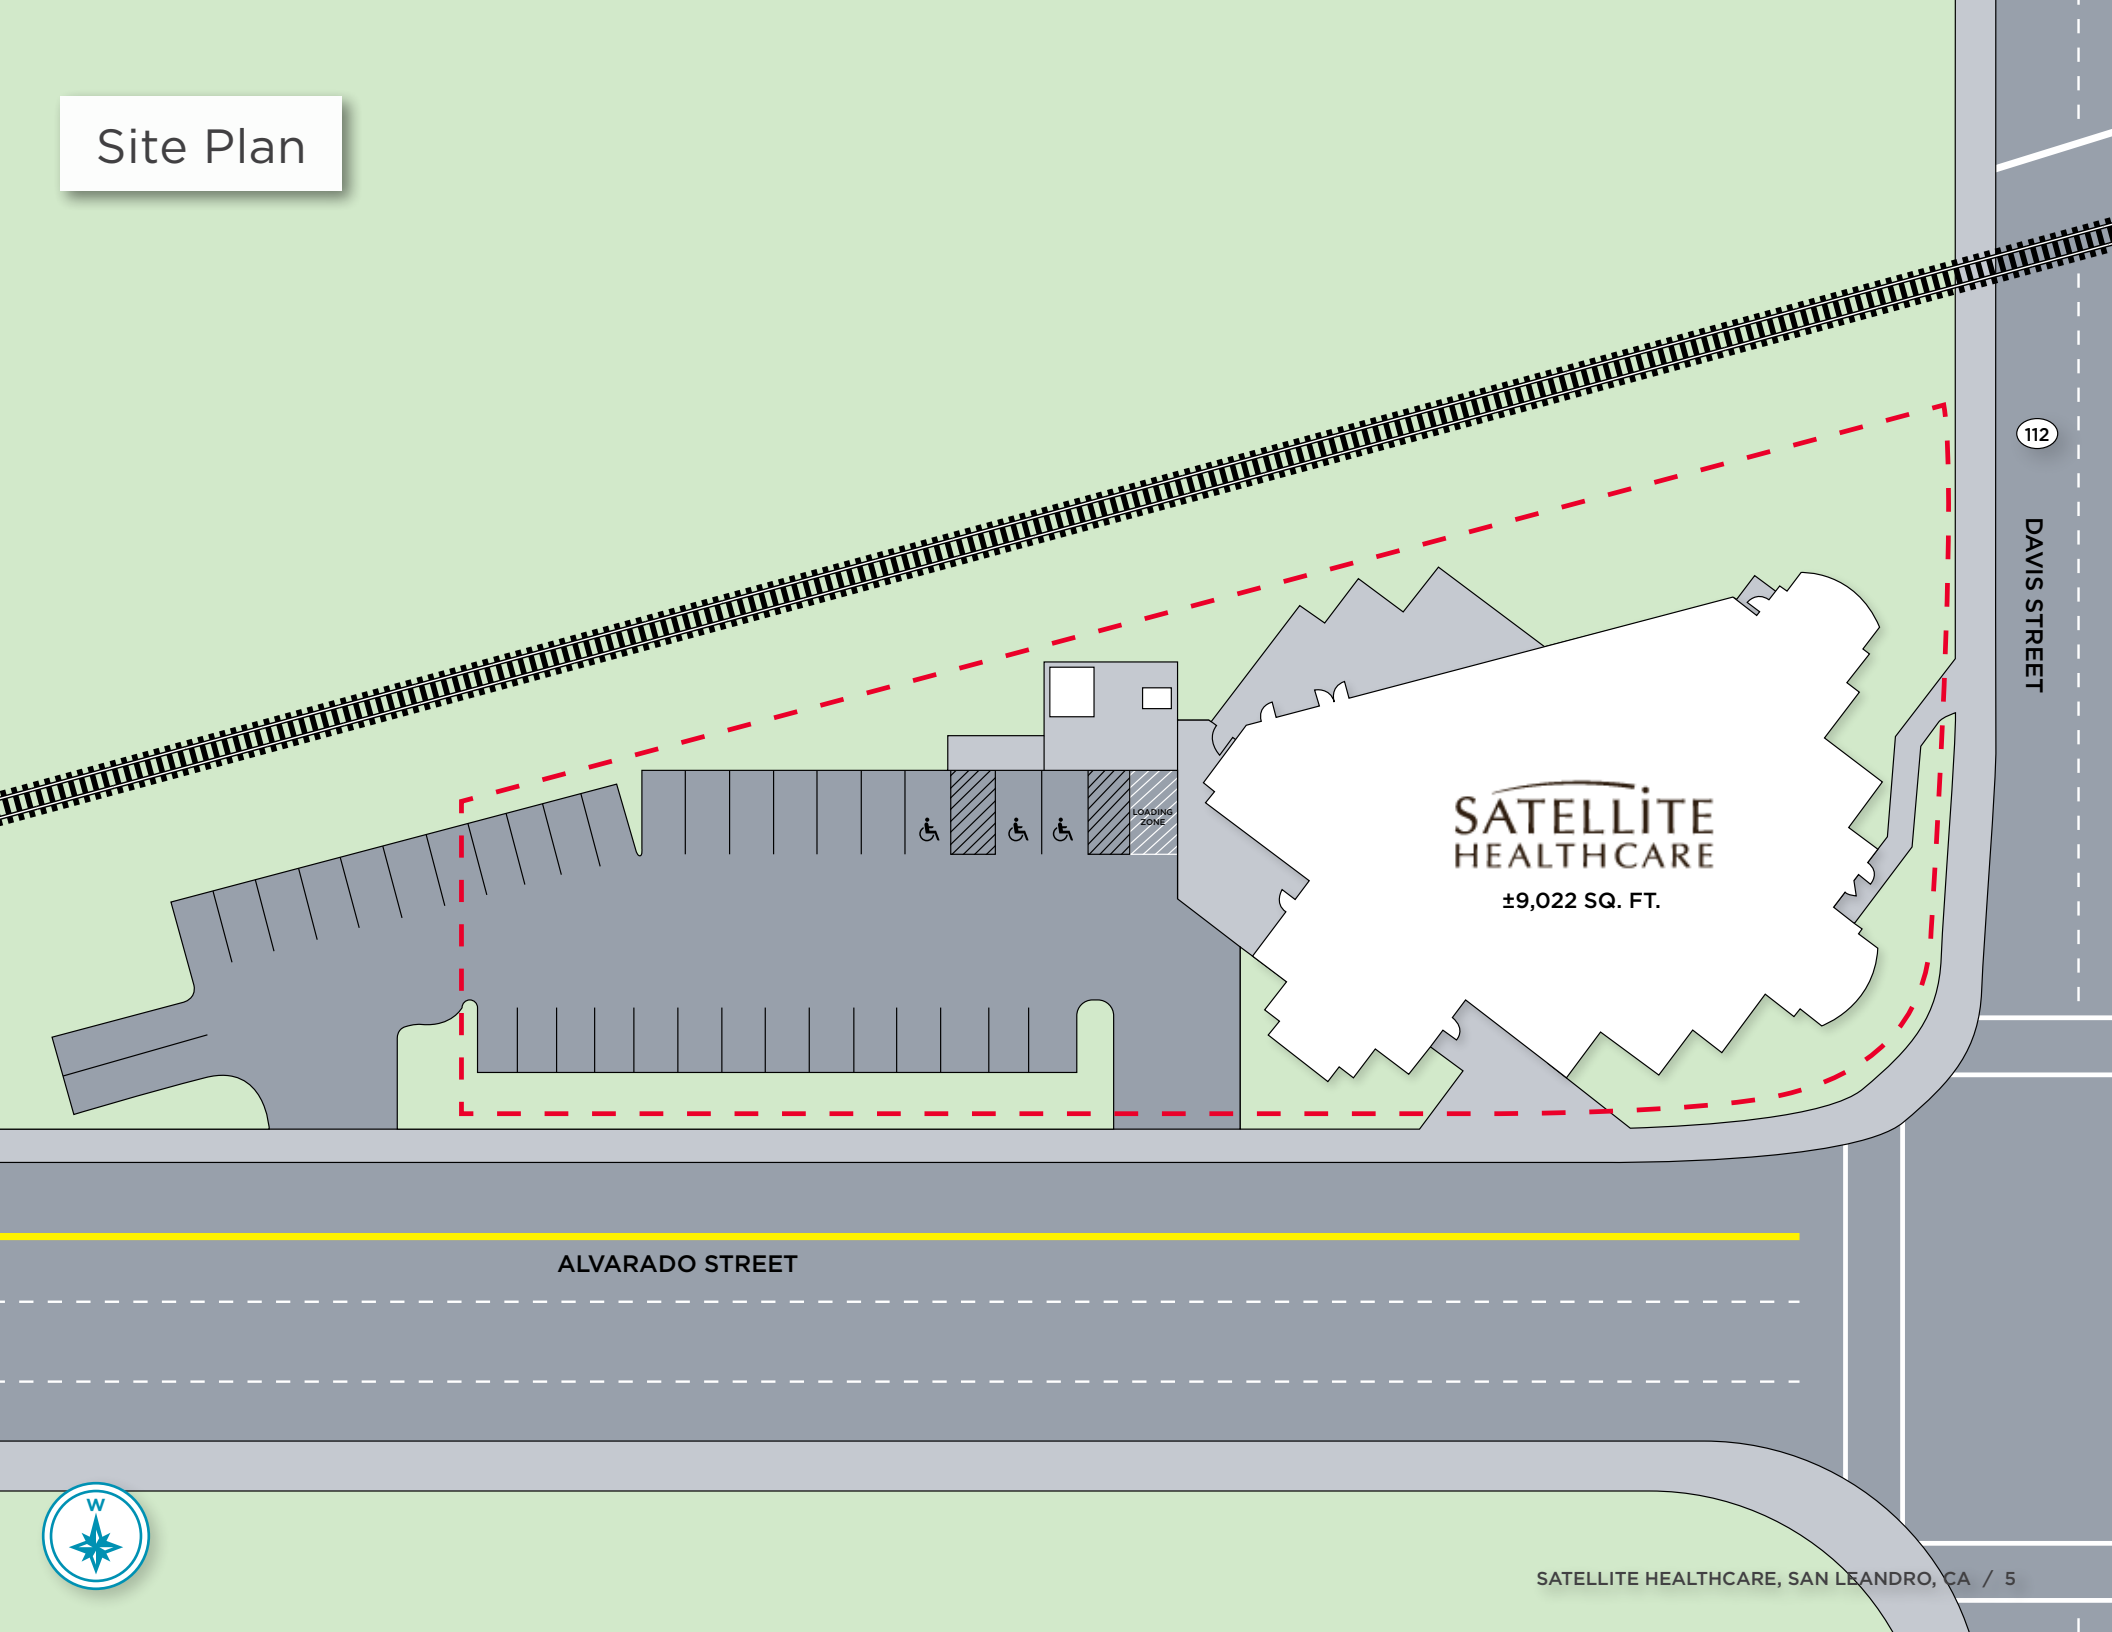 Site Plan
112
DAVIS STREET
LOADING
ZONE
SATELLiTE
HEALTHCARE
±9,022 SQ. FT.
ALVARADO STREET
W
SATELLITE HEALTHCARE, SAN LEANDRO, CA / 5